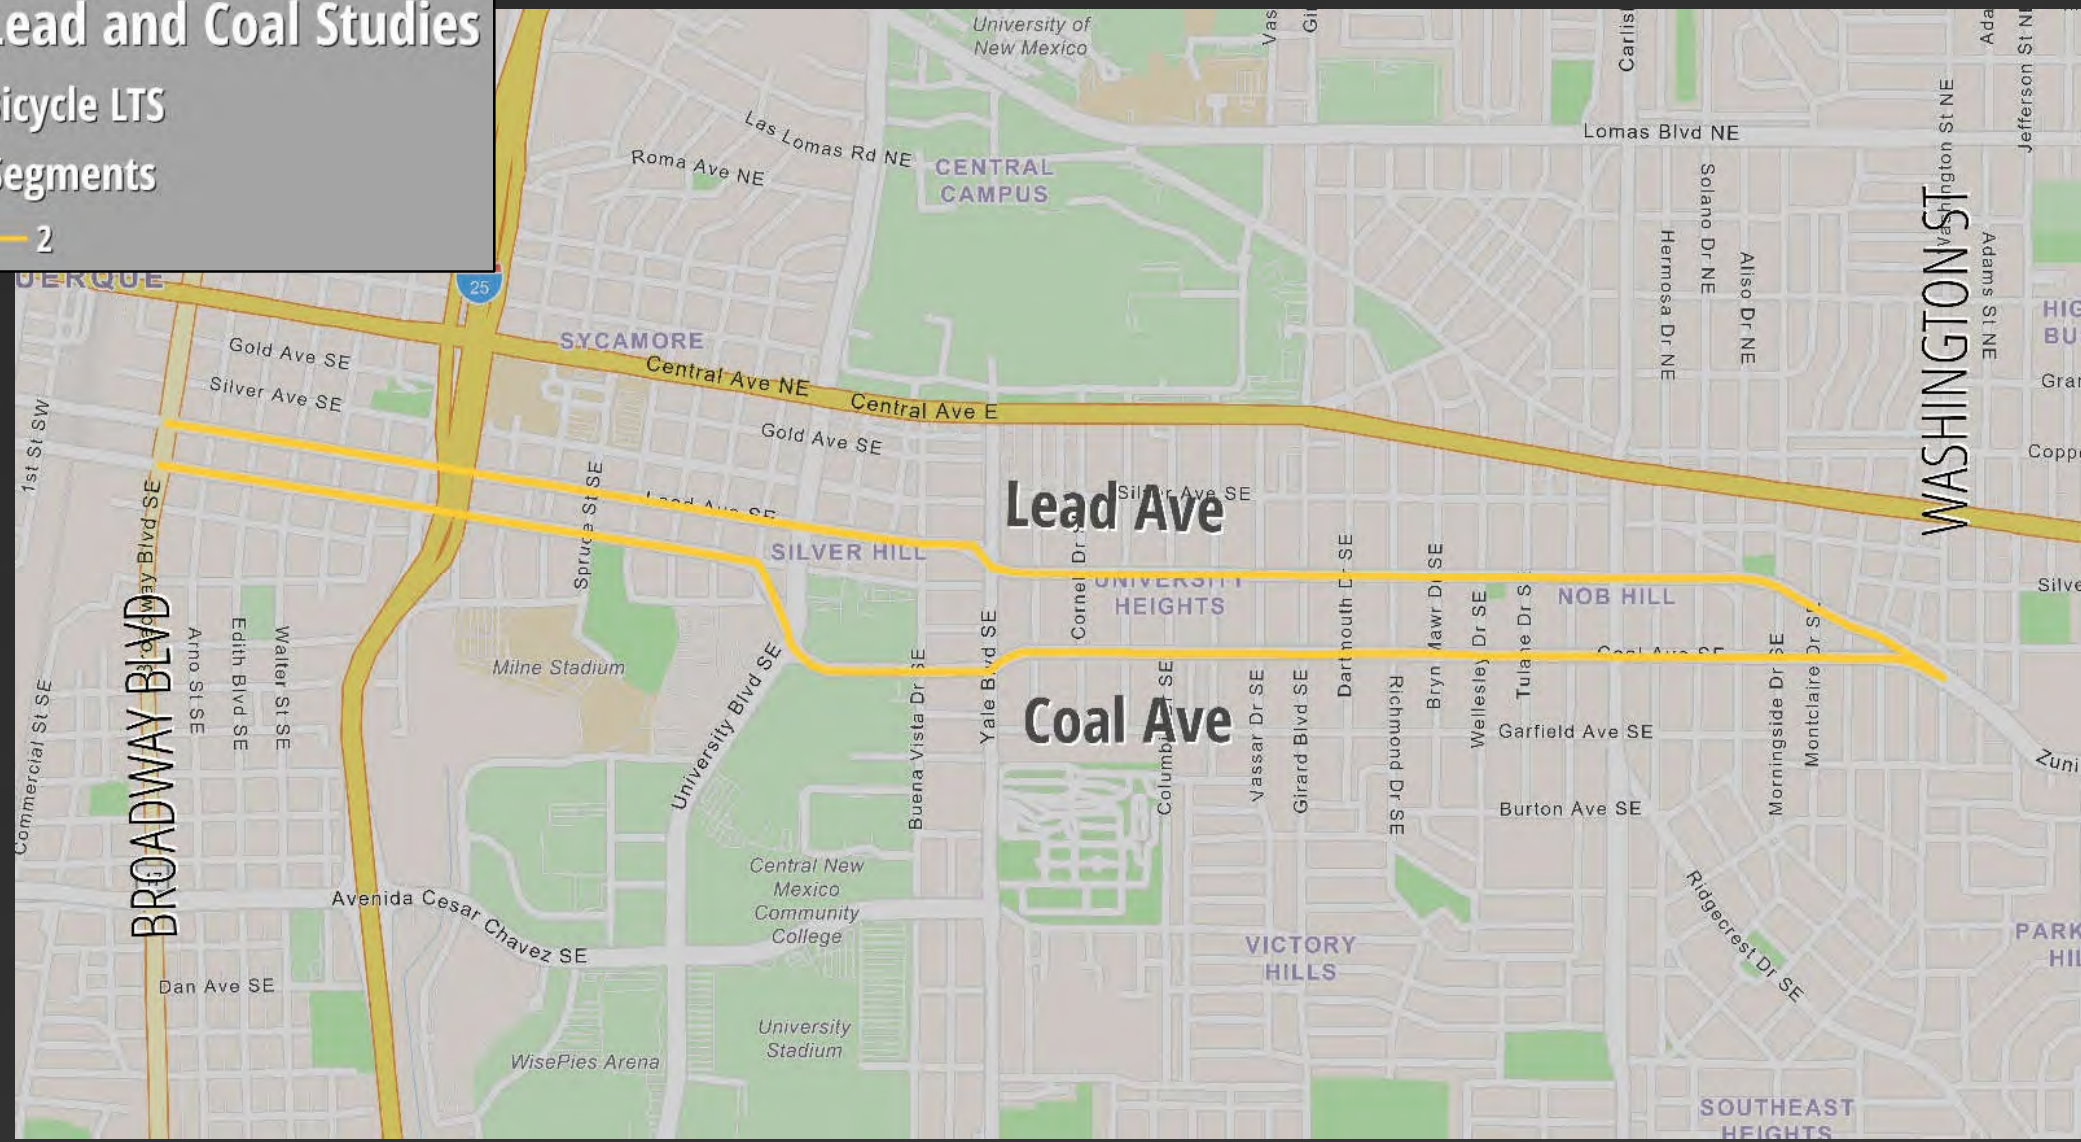 Lead and Coal Studies
Bicycle LTS
Segments
2
UERQUE
25
University of
New Mexico
Las Lomas Rd NE
Roma Ave NE
CENTRAL
CAMPUS
Lomas Blvd NE
Carlis
Washington St NE
Jefferson St NE
Solano Dr NE
Hermosa Dr NE
Aliso Dr NE
Adams St NE
WASHINGTON ST
HIG
BU
Gran
Copp
SYCAMORE
Central Ave NE
Central Ave E
Gold Ave SE
Silver Ave SE
Gold Ave SE
1st St SW
Spruce St SE
Lead Ave SE
Lead Ave
Silver Ave SE
SILVER HILL
UNIVERSITY
HEIGHTS
NOB HILL
Silve
Cornell Dr SE
Dartmouth Dr SE
Bryn Mawr Dr SE
Wellesley Dr SE
Tulane Dr S
Coal Ave SE
Morningside Dr SE
Montclaire Dr SE
Broadway Blvd SE
BROADWAY BLVD
Arno St SE
Edith Blvd SE
Walter St SE
Commercial St SE
Milne Stadium
University Blvd SE
Buena Vista Dr SE
Yale Blvd SE
Coal Ave
Columbia Dr SE
Vassar Dr SE
Girard Blvd SE
Richmond Dr SE
Garfield Ave SE
Burton Ave SE
Zuni
Central New
Mexico
Community
College
Avenida Cesar Chavez SE
Ridgecrest Dr SE
VICTORY
HILLS
PARK
HIL
Dan Ave SE
University
Stadium
WisePies Arena
SOUTHEAST
HEIGHTS